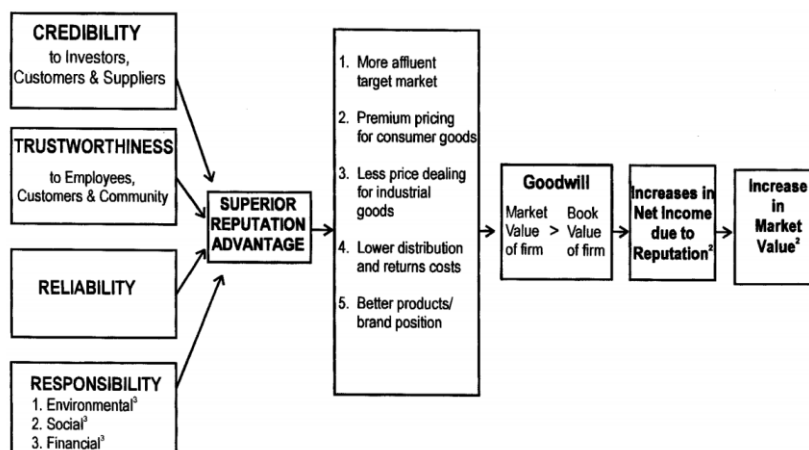 CREDIBILITY
to Investors,
Customers & Suppliers
TRUSTWORTHINESS
to Employees,
Customers & Community
RELIABILITY
RESPONSIBILITY
1. Environmental³
2. Social³
3. Financial³
SUPERIOR
REPUTATION
ADVANTAGE
1. More affluent
target market
2. Premium pricing
for consumer goods
3. Less price dealing
for industrial
goods
4. Lower distribution
and returns costs
5. Better products/
brand position
Goodwill
Market > Book
Value Value
of firm of firm
Increases in
Net Income
due to
Reputation²
Increase
in
Market
Value²